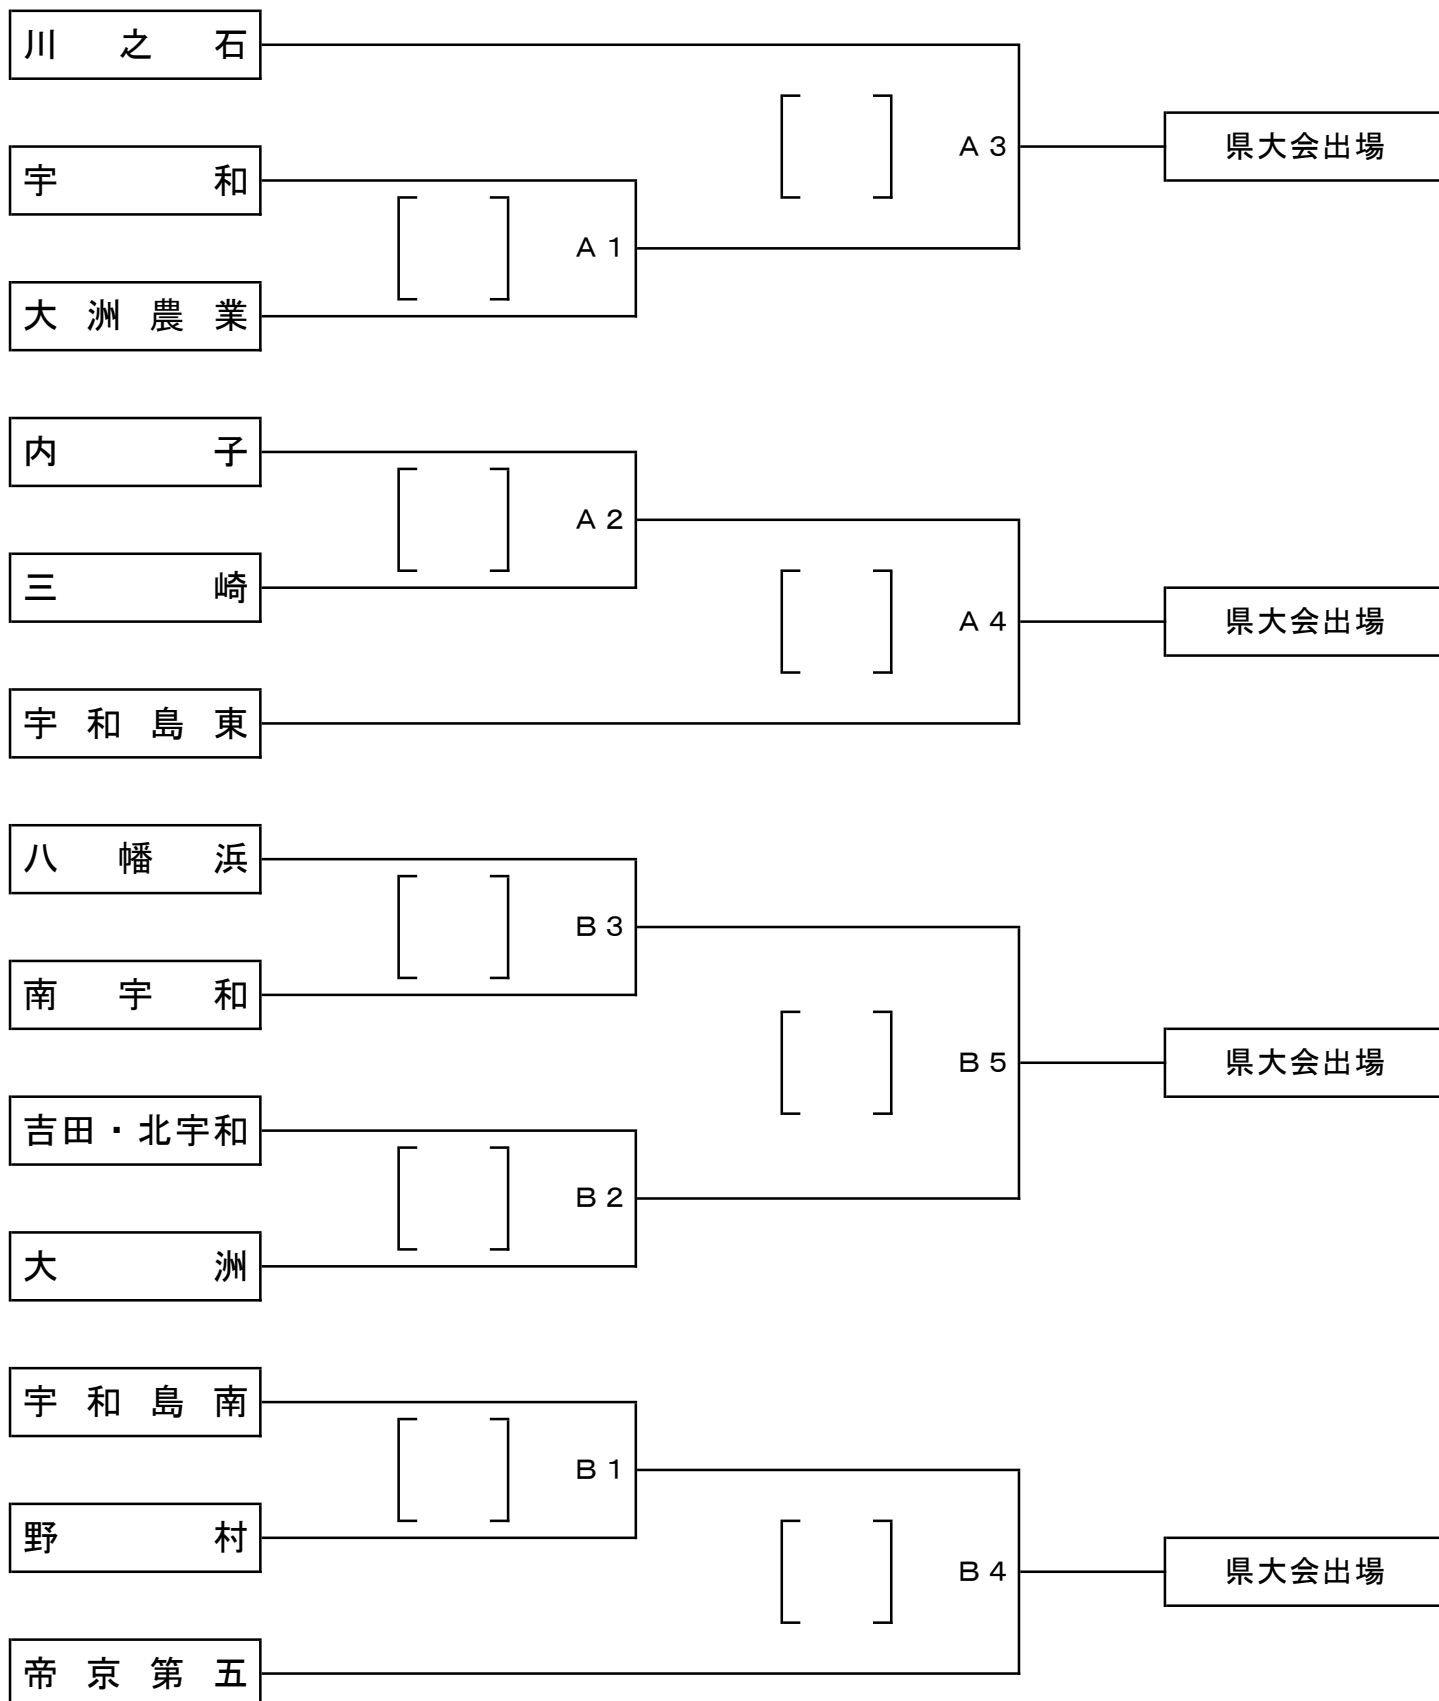 川之石
A3
県大会出場
宇和
A1
大洲農業
内子
A2
三崎
A4
県大会出場
宇和島東
八幡浜
B3
南宇和
B5
県大会出場
吉田・北宇和
B2
大洲
宇和島南
B1
野村
B4
県大会出場
帝京第五